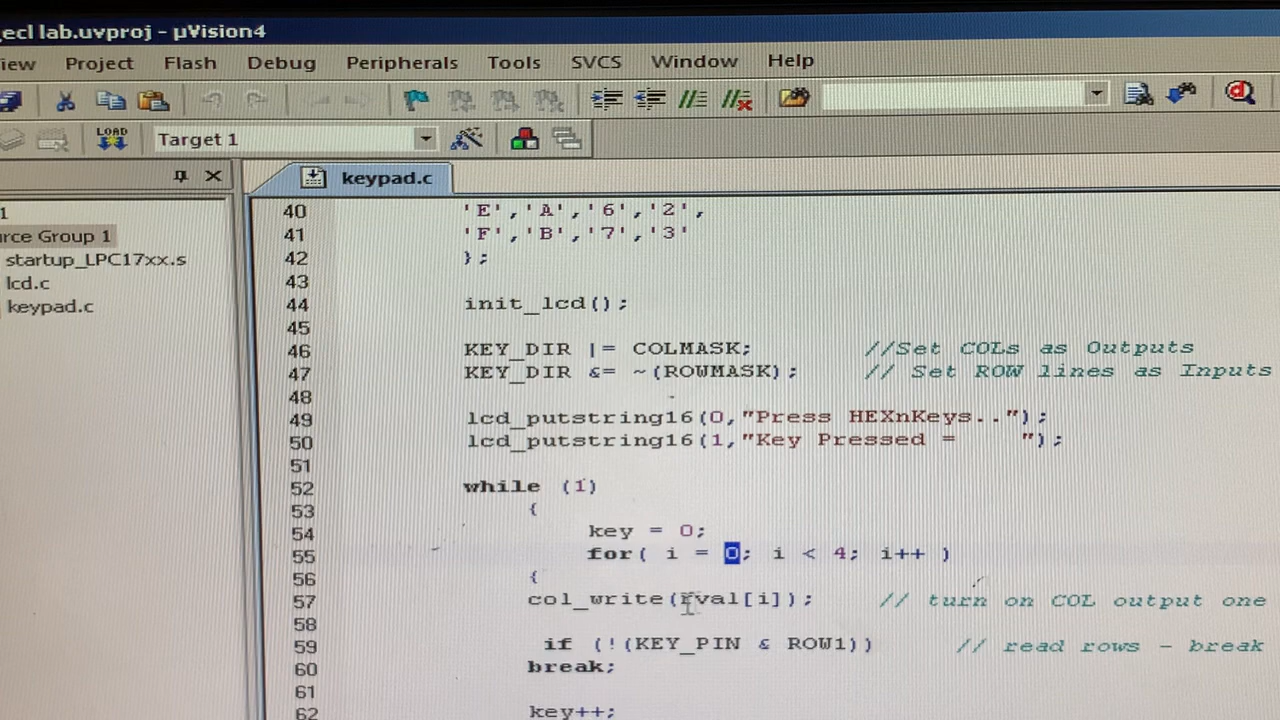 ecl lab.uvproj - µVision4
iew Project Flash Debug Peripherals Tools SVCS Window Help
LOAD Target 1
keypad.c
1
rce Group 1
startup_LPC17xx.s
lcd.c
keypad.c
40 'E','A','6','2',
41 'F','B','7','3'
42 };
43
44 init_lcd();
45
46 KEY_DIR |= COLMASK; //Set COLs as Outputs
47 KEY_DIR &= ~(ROWMASK); // Set ROW lines as Inputs
48
49 lcd_putstring16(0,"Press HEXnKeys..");
50 lcd_putstring16(1,"Key Pressed = ");
51
52 while (1)
53 {
54 key = 0;
55 for( i = 0; i < 4; i++ )
56 {
57 col_write(rval[i]); // turn on COL output one
58
59 if (!(KEY_PIN & ROW1)) // read rows - break
60 break;
61
62 key++;